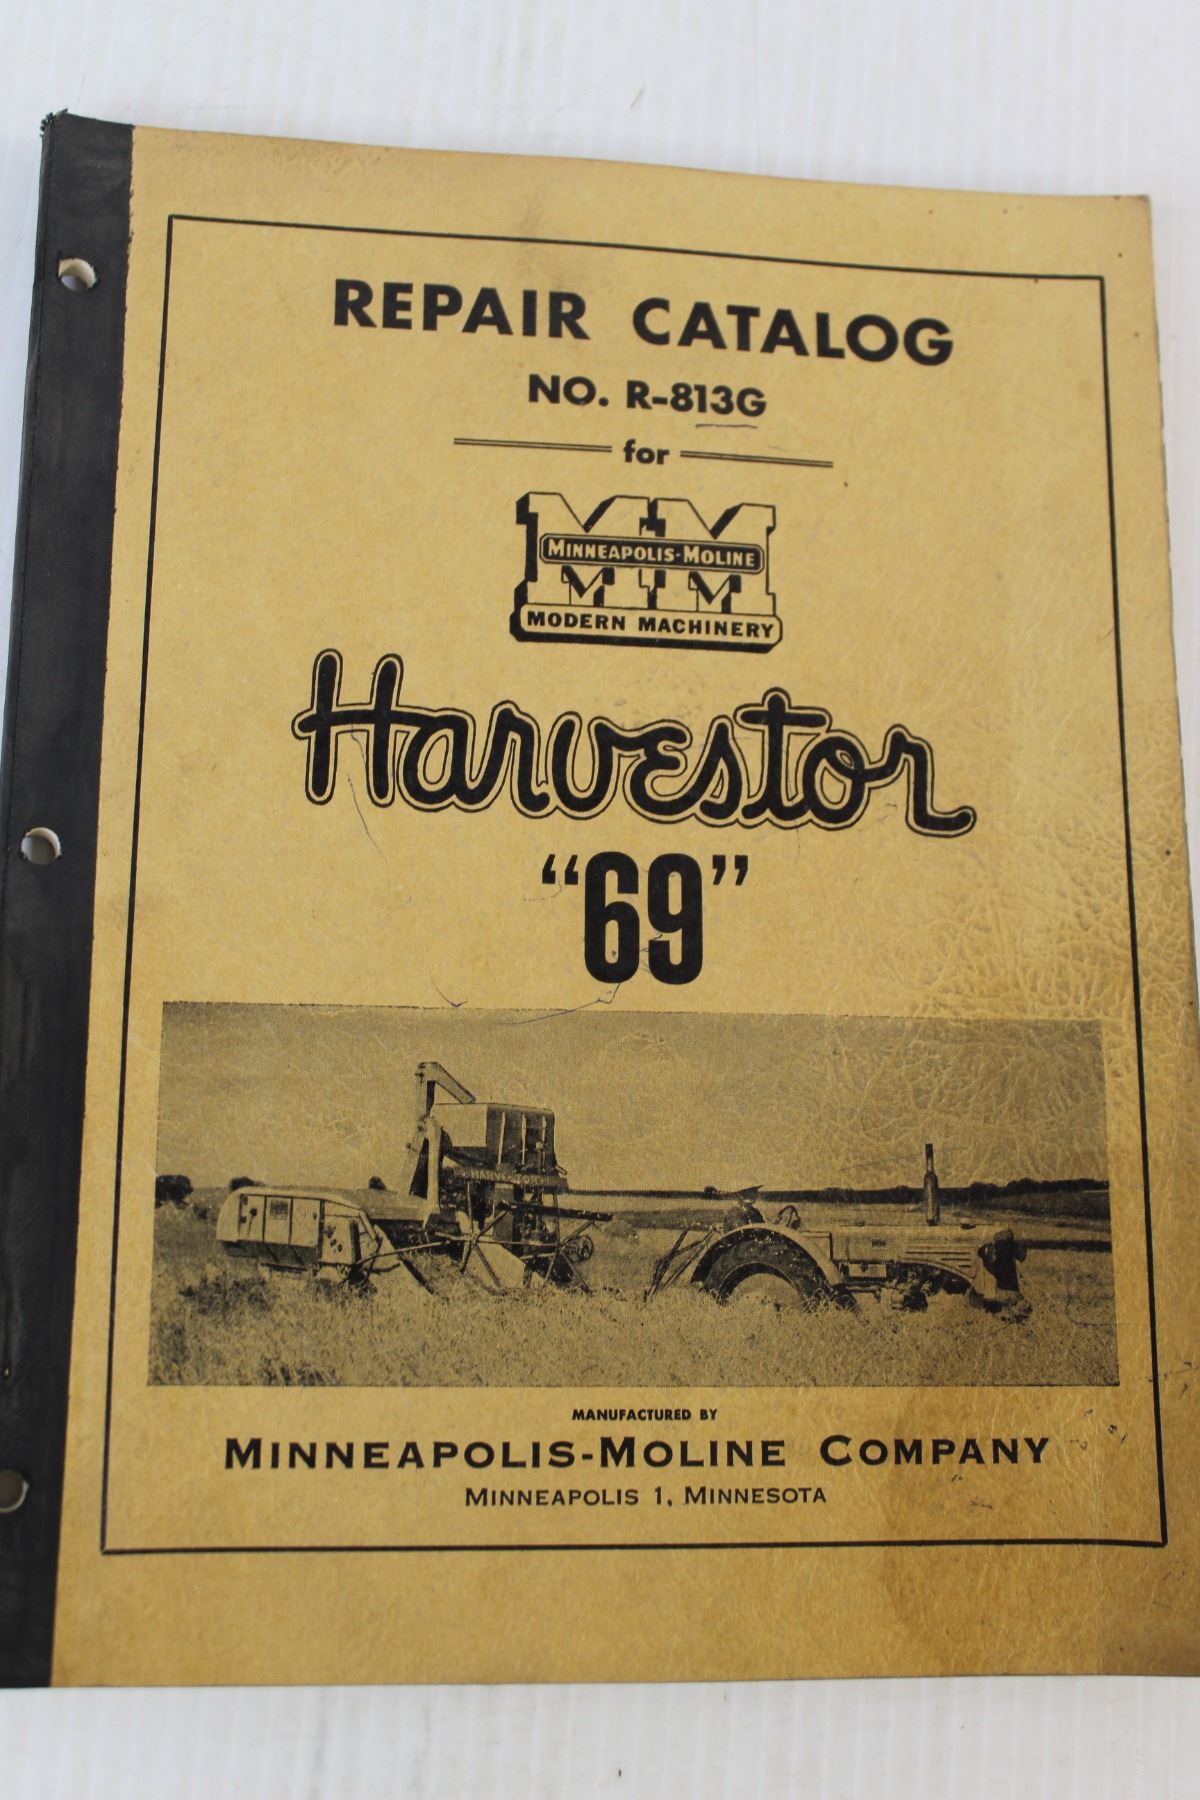 REPAIR CATALOG
NO. R-813G
for
MM
MINNEAPOLIS-MOLINE
MODERN MACHINERY
Harvestor
“69”
MANUFACTURED BY
MINNEAPOLIS-MOLINE COMPANY
MINNEAPOLIS 1, MINNESOTA